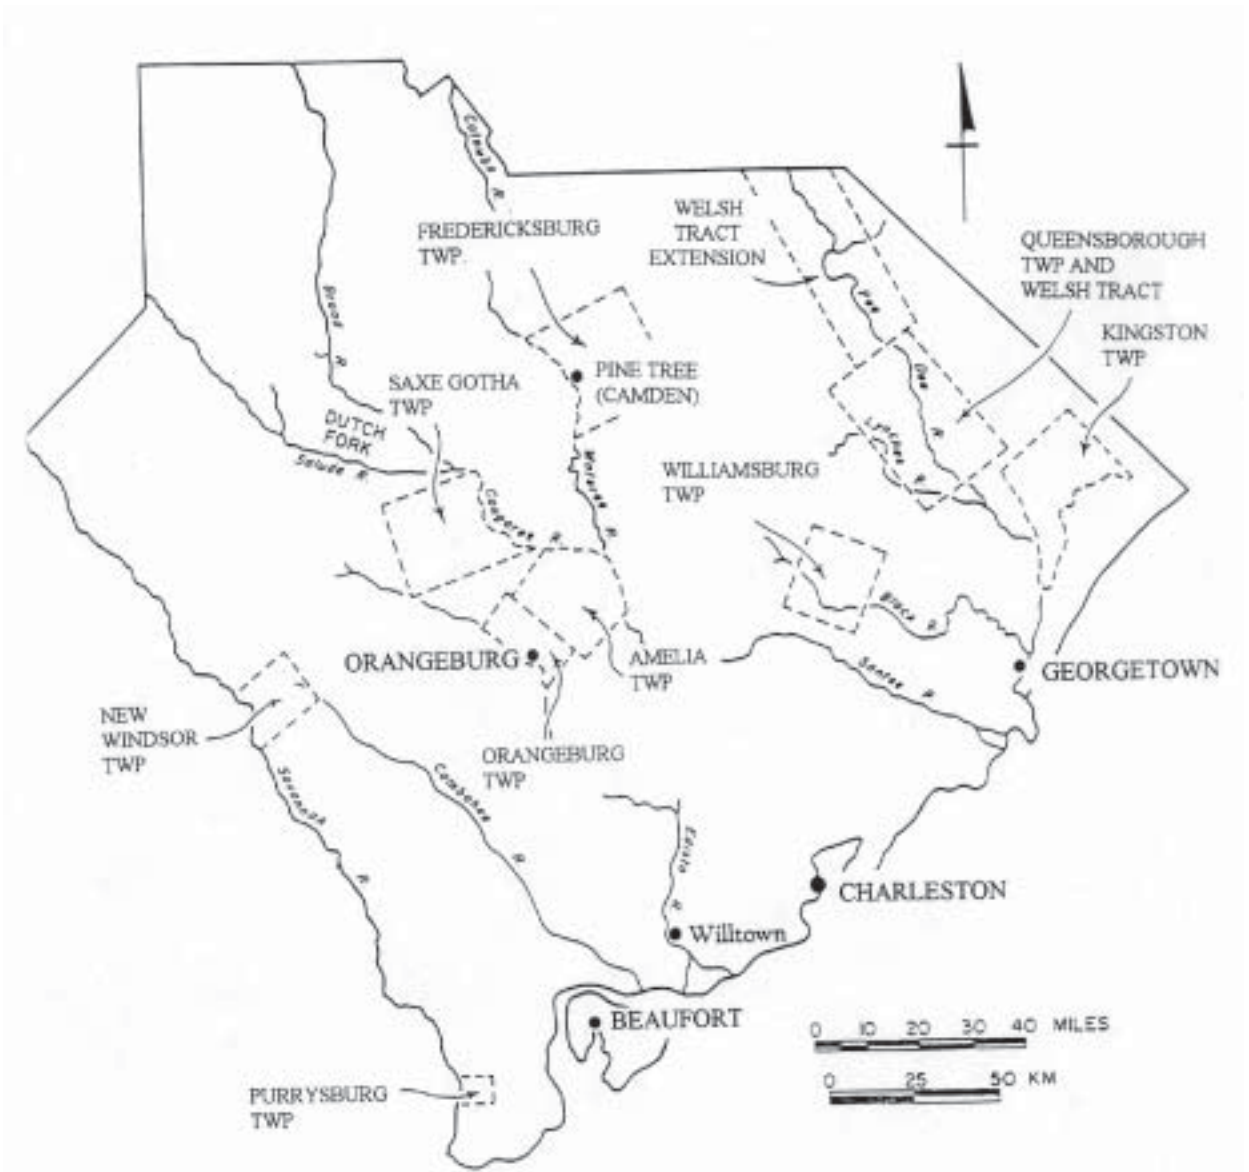 Catawba R.
FREDERICKSBURG
TWP.
WELSH
TRACT
EXTENSION
QUEENSBOROUGH
TWP AND
WELSH TRACT
KINGSTON
TWP
Broad R.
Pee Dee R.
PINE TREE
(CAMDEN)
SAXE GOTHA
TWP
DUTCH
FORK
Saluda R.
Congaree R.
Wateree R.
Lynches R.
WILLIAMSBURG
TWP
Black R.
ORANGEBURG
AMELIA
TWP
Santee R.
GEORGETOWN
NEW
WINDSOR
TWP
ORANGEBURG
TWP
Savannah R.
Combahee R.
Edisto R.
CHARLESTON
Willtown
BEAUFORT
0 10 20 30 40 MILES
0 25 50 KM
PURRYSBURG
TWP